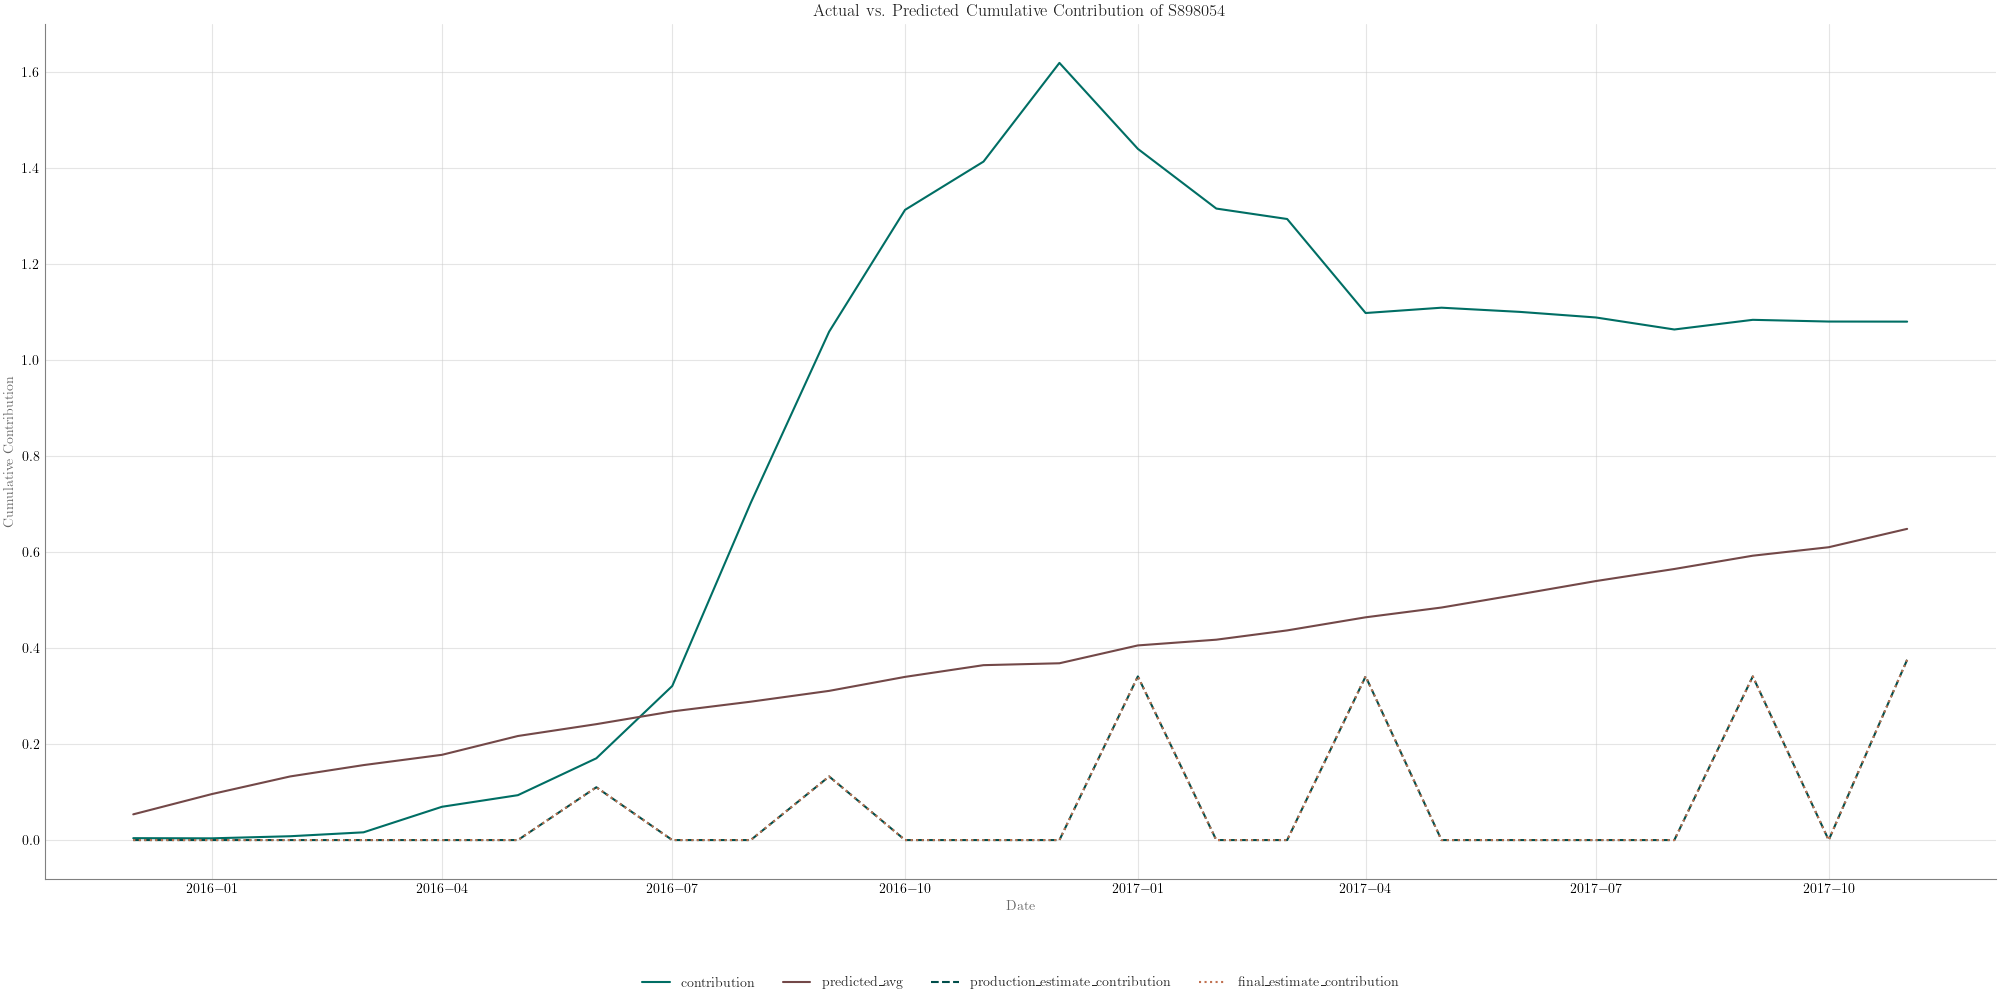 Actual vs. Predicted Cumulative Contribution of S898054
Cumulative Contribution
1.6
1.4
1.2
1.0
0.8
0.6
0.4
0.2
0.0
2016−01 2016−04 2016−07 2016−10 2017−01 2017−04 2017−07 2017−10
Date
contribution predicted_avg production_estimate_contribution final_estimate_contribution